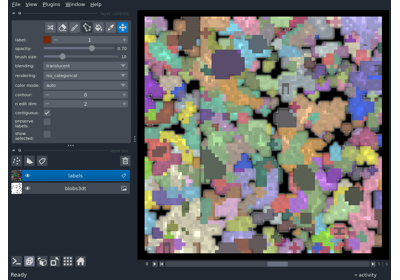 File View Plugins Window Help
label: 1
opacity: 0.70
brush size: 10
blending: translucent
rendering: iso_categorical
color mode: auto
contour: 0
n edit dim: 2
contiguous:
preserve labels:
show selected:
labels
Ready
activity